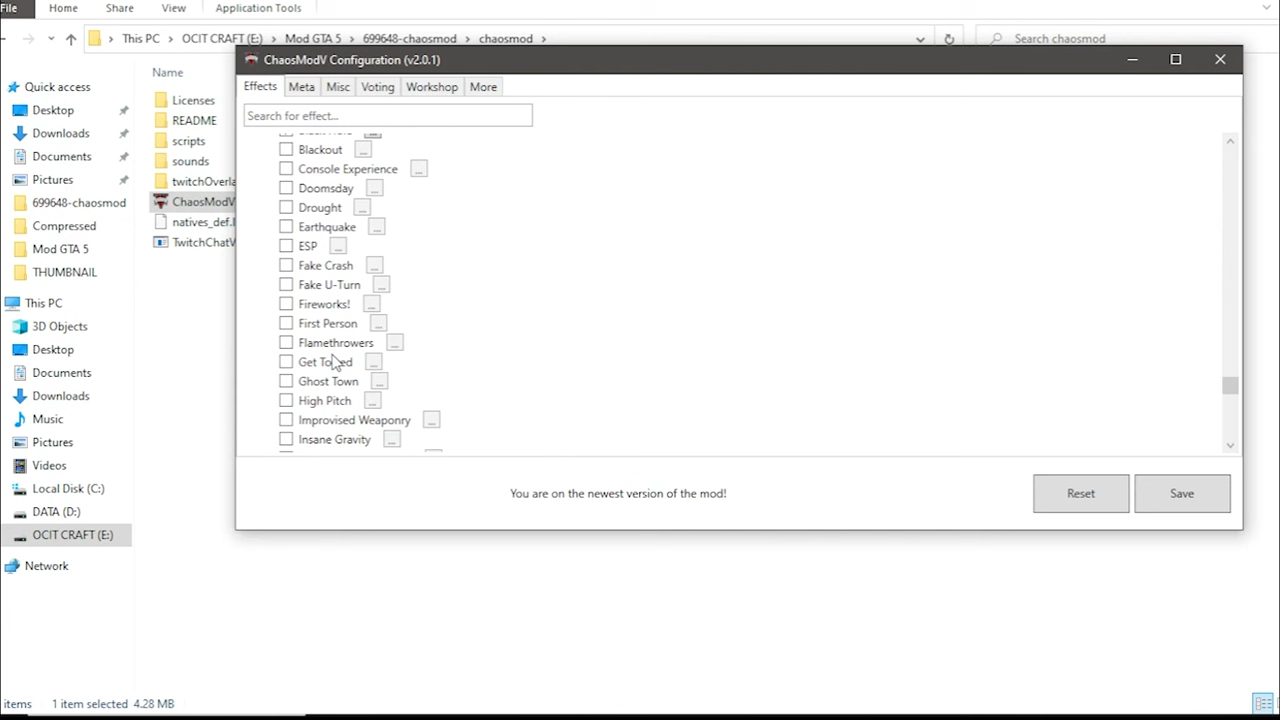 File Home Share View Application Tools
This PC OCIT CRAFT (E:) Mod GTA 5 699648-chaosmod chaosmod Search chaosmod
ChaosModV Configuration (v2.0.1)
Effects Meta Misc Voting Workshop More
Search for effect...
Name
Quick access
Desktop
Downloads
Documents
Pictures
699648-chaosmod
Compressed
Mod GTA 5
THUMBNAIL
This PC
3D Objects
Desktop
Documents
Downloads
Music
Pictures
Videos
Local Disk (C:)
DATA (D:)
OCIT CRAFT (E:)
Network
Licenses
README
scripts
sounds
twitchOverla
ChaosModV
natives_def.
TwitchChatV
Blackout ...
Console Experience ...
Doomsday ...
Drought ...
Earthquake ...
ESP ...
Fake Crash ...
Fake U-Turn ...
Fireworks! ...
First Person ...
Flamethrowers ...
Get ...
Ghost Town ...
High Pitch ...
Improvised Weaponry ...
Insane Gravity ...
You are on the newest version of the mod!
Reset
Save
items 1 item selected 4.28 MB